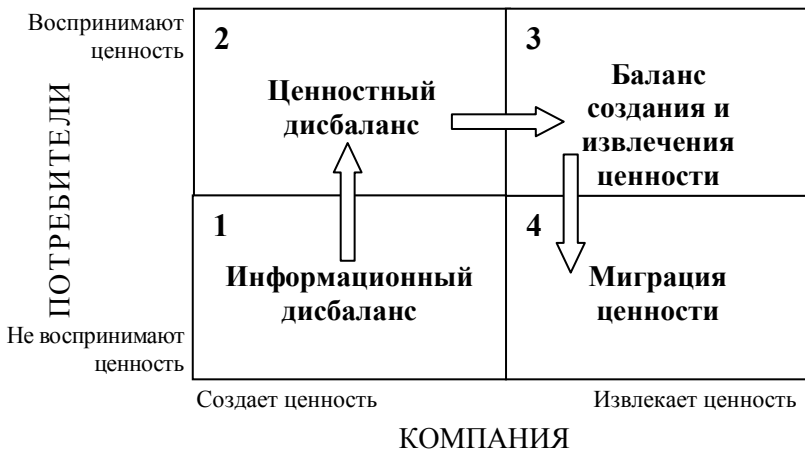 Воспринимают
ценность
2
Ценностный
дисбаланс
3
Баланс
создания и
извлечения
ценности
ПОТРЕБИТЕЛИ
1
Информационный
дисбаланс
4
Миграция
ценности
Не воспринимают
ценность
Создает ценность
Извлекает ценность
КОМПАНИЯ